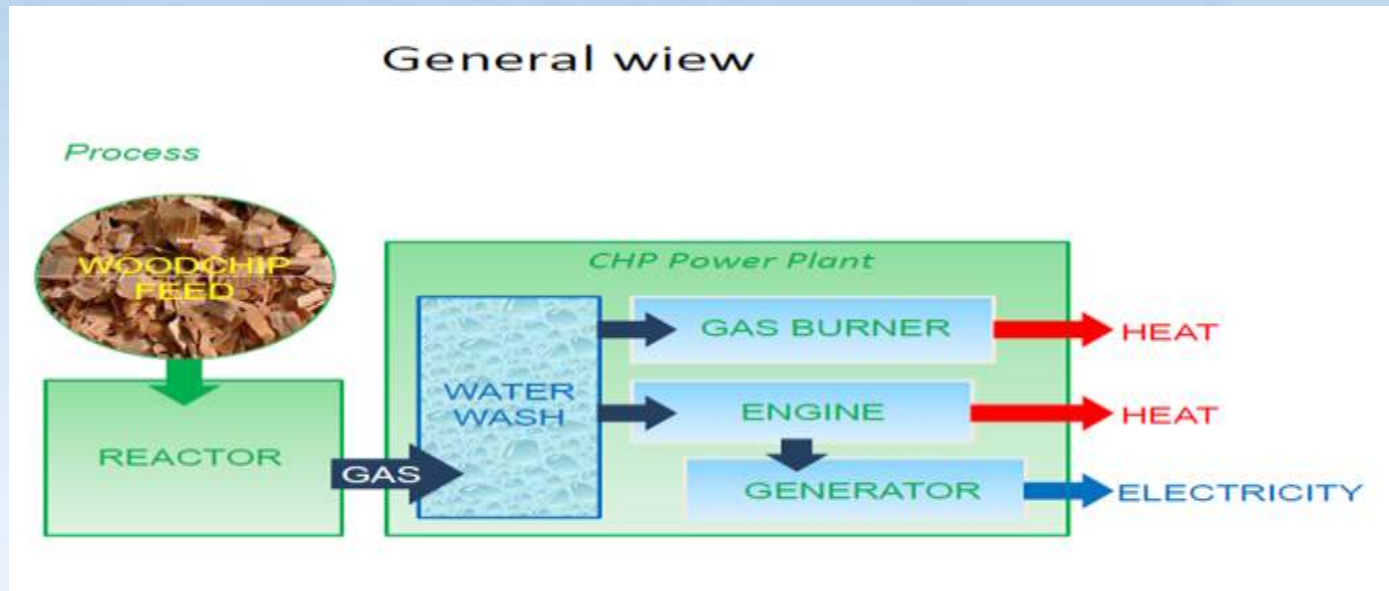 General wiew
Process
WOODCHIP
FEED
REACTOR
GAS
CHP Power Plant
WATER
WASH
GAS BURNER
HEAT
ENGINE
HEAT
GENERATOR
ELECTRICITY